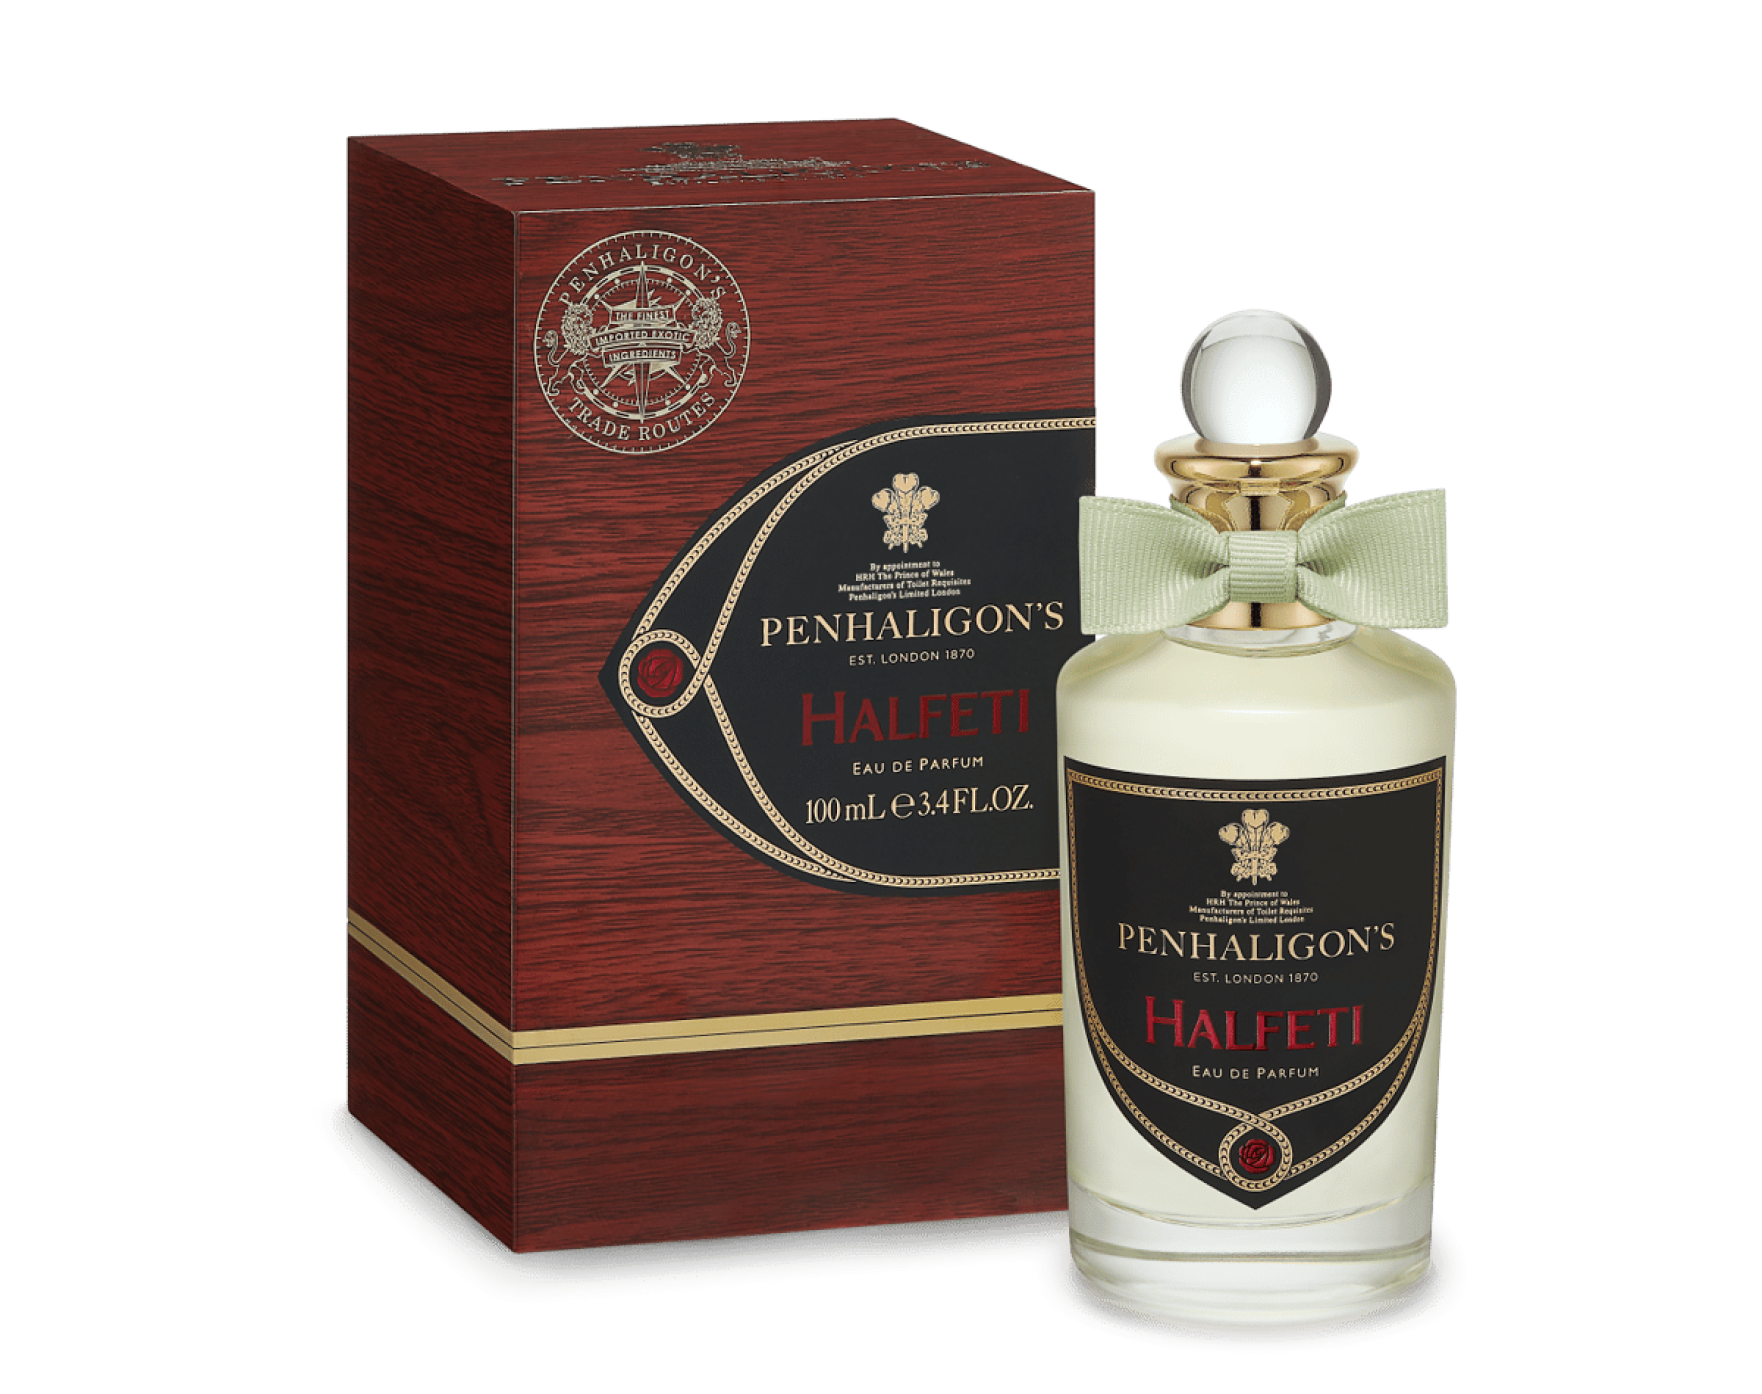 PENHALIGON'S
THE FINEST
IMPORTED EXOTIC
INGREDIENTS
TRADE ROUTES
By appointment to
HRH The Prince of Wales
Manufacturers of Toilet Requisites
Penhaligon's Limited London
PENHALIGON'S
EST. LONDON 1870
HALFETI
EAU DE PARFUM
100 mL ℮ 3.4 FL.OZ.
By appointment to
HRH The Prince of Wales
Manufacturers of Toilet Requisites
Penhaligon's Limited London
PENHALIGON'S
EST. LONDON 1870
HALFETI
EAU DE PARFUM